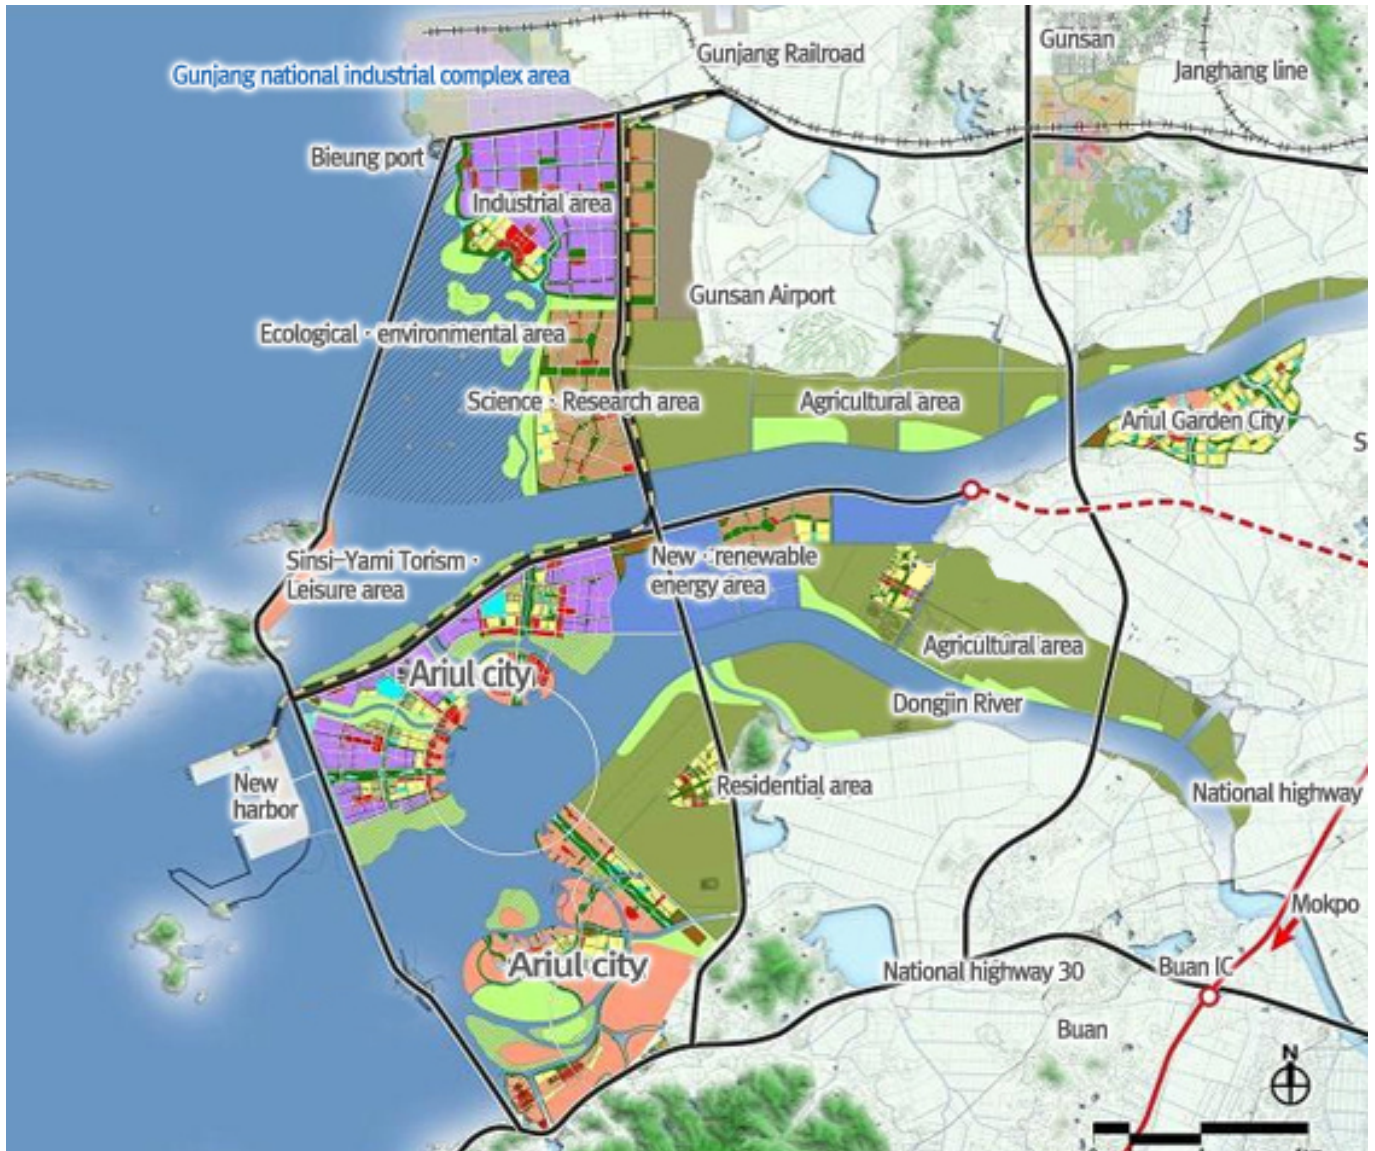 Gunjang Railroad
Gunsan
Janghang line
Gunjang national industrial complex area
Bieung port
Industrial area
Gunsan Airport
Ecological · environmental area
Science · Research area
Agricultural area
Ariul Garden City
S
Sinsi-Yami Torism ·
Leisure area
New · renewable
energy area
Agricultural area
Ariul city
Dongjin River
New
harbor
Residential area
National highway
Mokpo
Ariul city
National highway 30
Buan IC
Buan
N